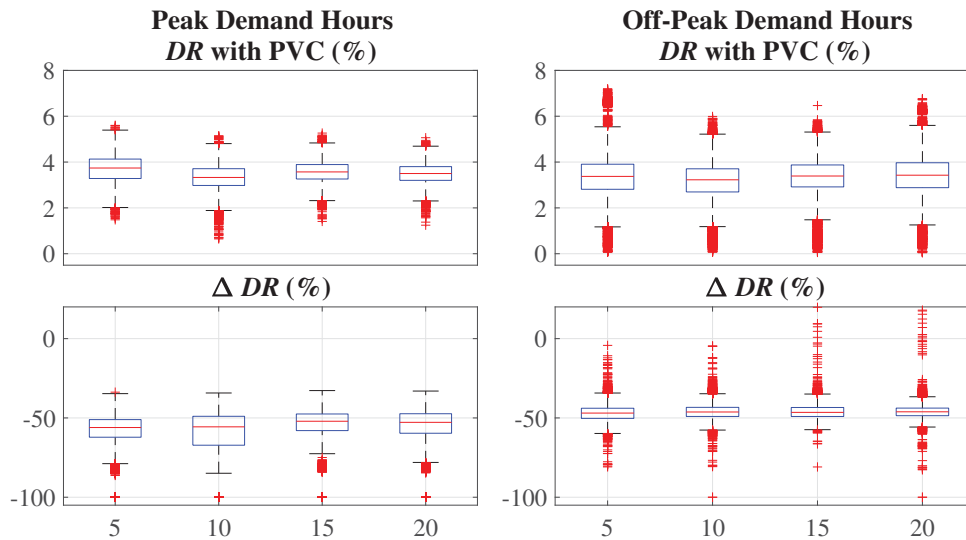 Peak Demand Hours
DR with PVC (%)
Off-Peak Demand Hours
DR with PVC (%)
8
6
4
2
0
8
6
4
2
0
Δ DR (%)
Δ DR (%)
0
-50
-100
0
-50
-100
5 10 15 20
5 10 15 20